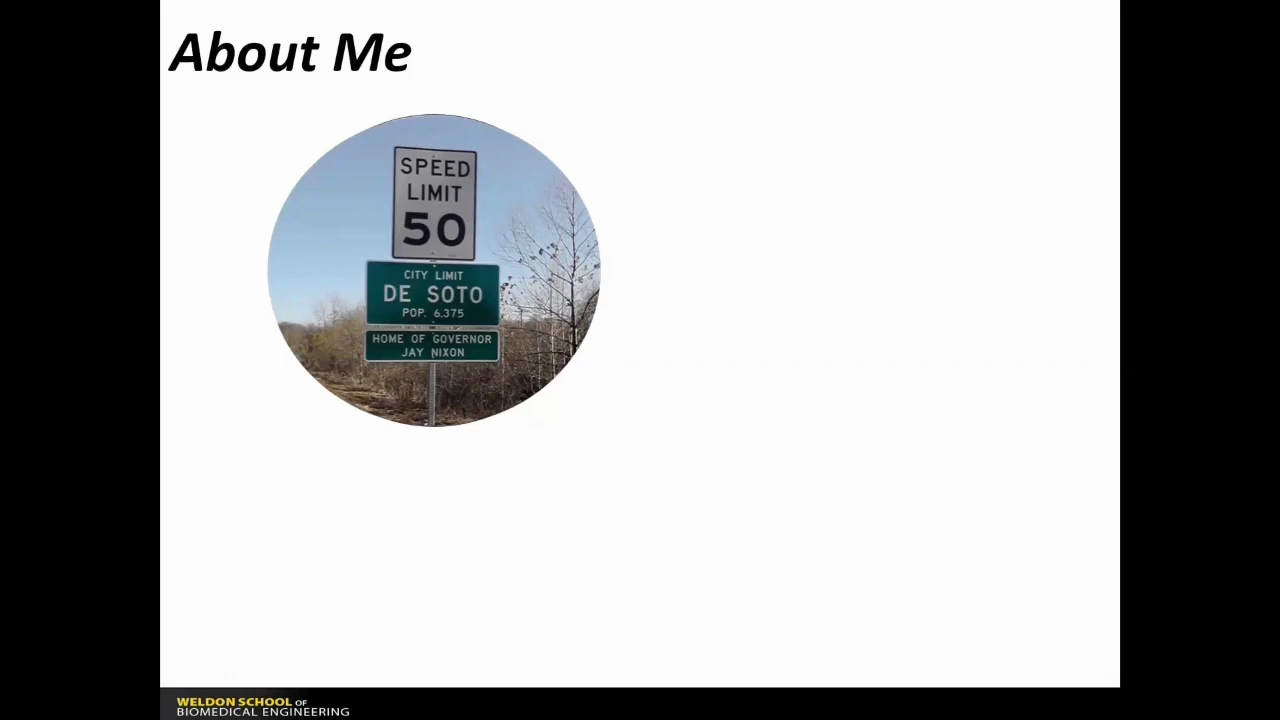 About Me
SPEED
LIMIT
50
CITY LIMIT
DE SOTO
POP. 6,375
HOME OF GOVERNOR
JAY NIXON
WELDON SCHOOL OF
BIOMEDICAL ENGINEERING